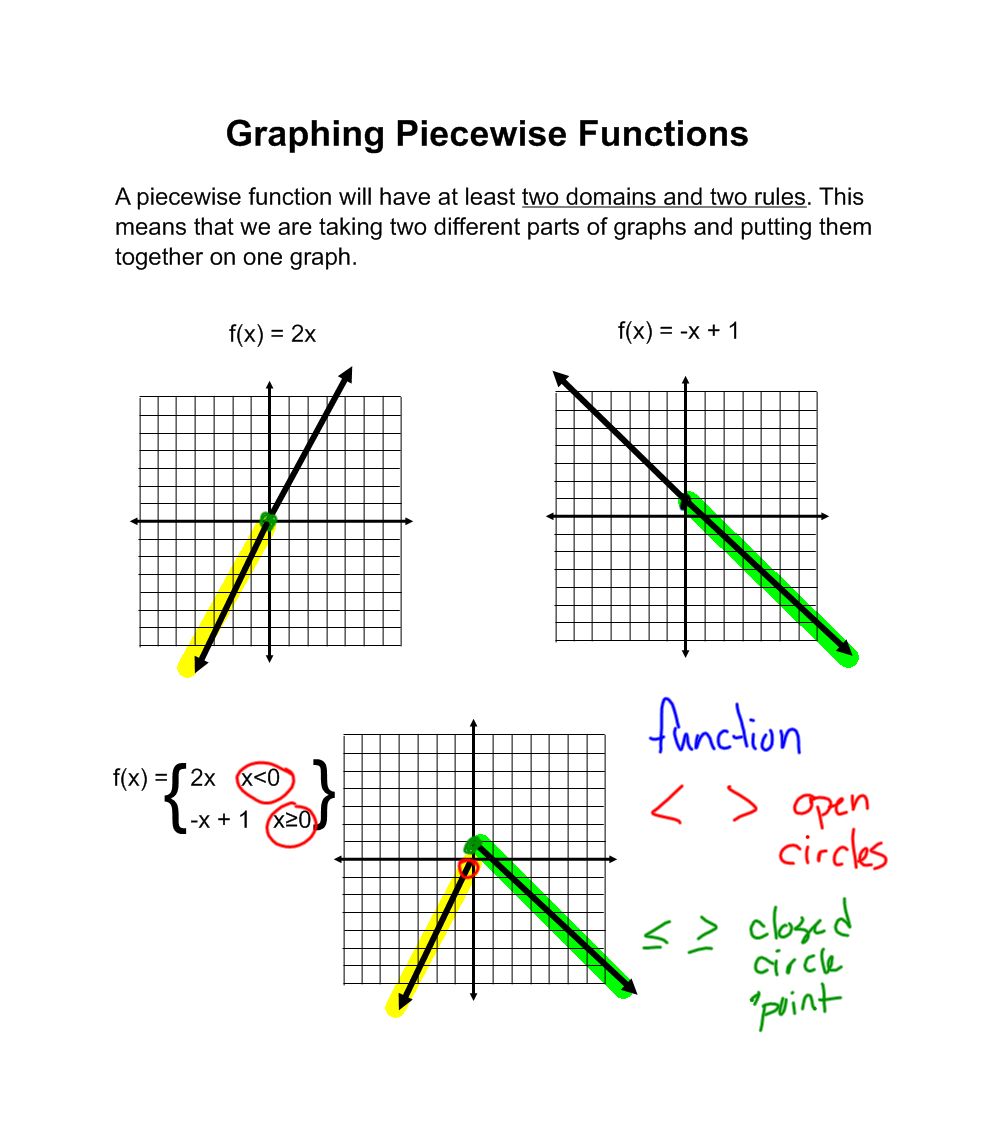 Graphing Piecewise Functions
A piecewise function will have at least two domains and two rules. This
means that we are taking two different parts of graphs and putting them
together on one graph.
f(x) = 2x
f(x) = -x + 1
f(x) = { 2x x<0 }
-x + 1 x≥0
function
< > open
circles
≤ ≥ closed
circle
point